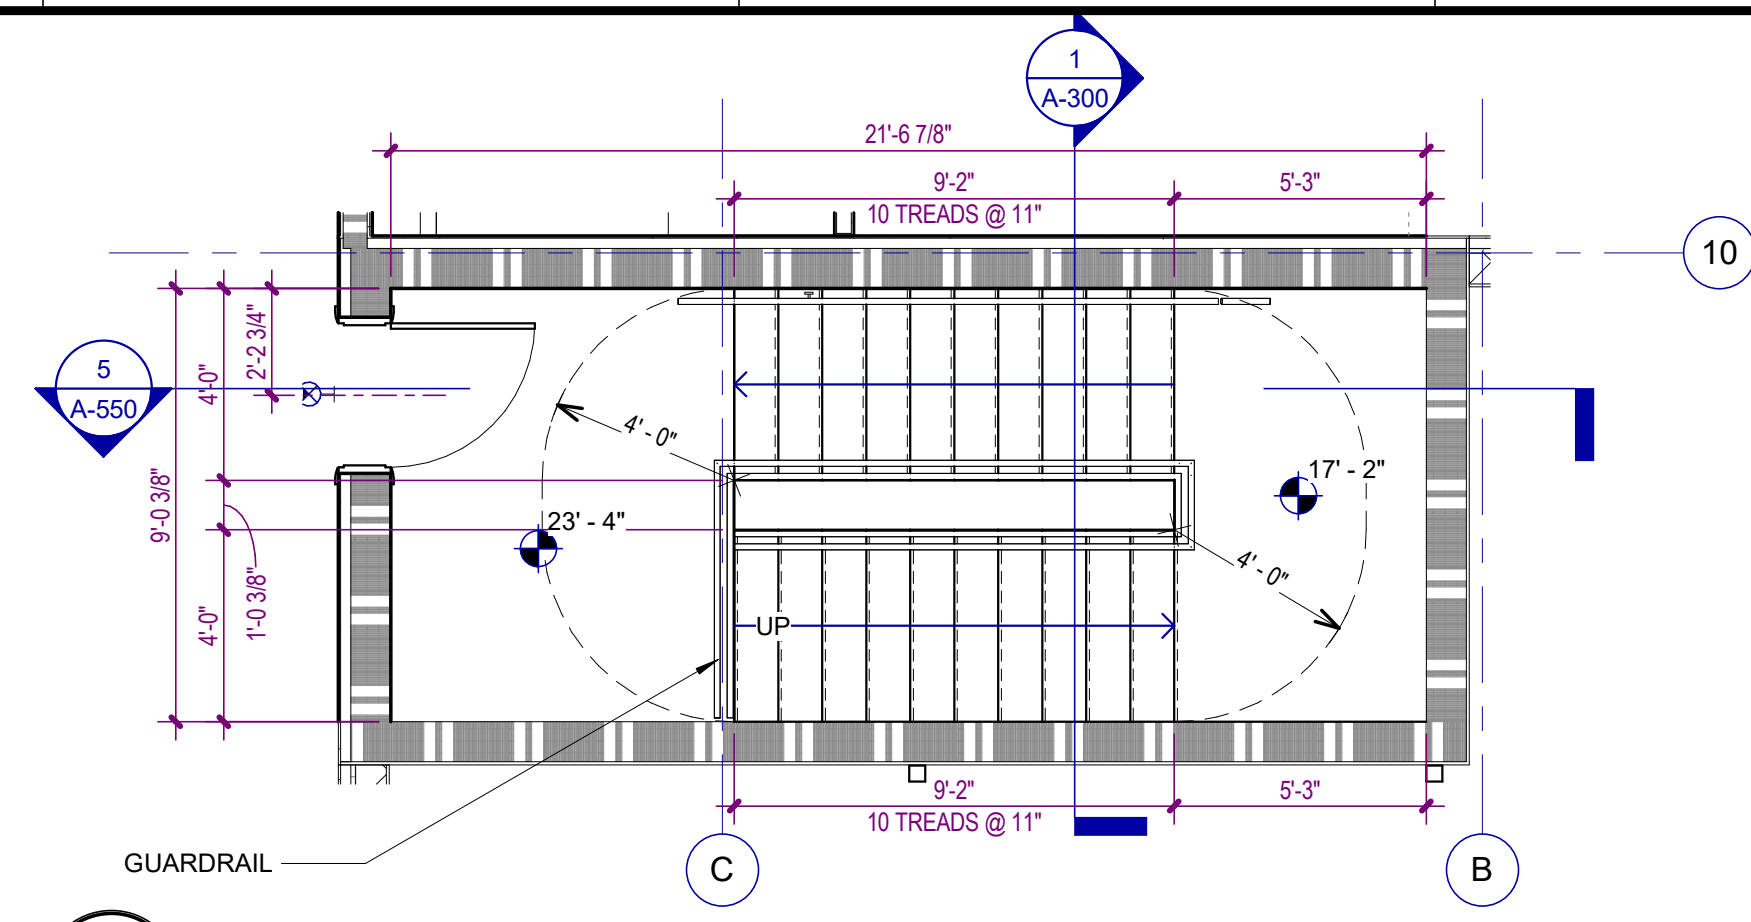 1
A-300
21'-6 7/8"
9'-2"
5'-3"
10 TREADS @ 11"
10
2'-2 3/4"
4'-0"
5
A-550
4' - 0"
17' - 2"
9'-0 3/8"
23' - 4"
4' - 0"
1'-0 3/8"
4'-0"
UP
9'-2"
5'-3"
10 TREADS @ 11"
GUARDRAIL
C
B